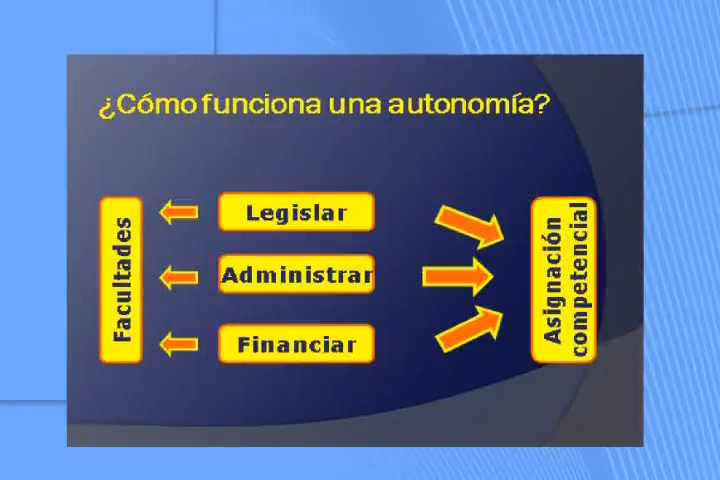 ¿Cómo funciona una autonomía?
Facultades
Legislar
Administrar
Financiar
Asignación
competencial